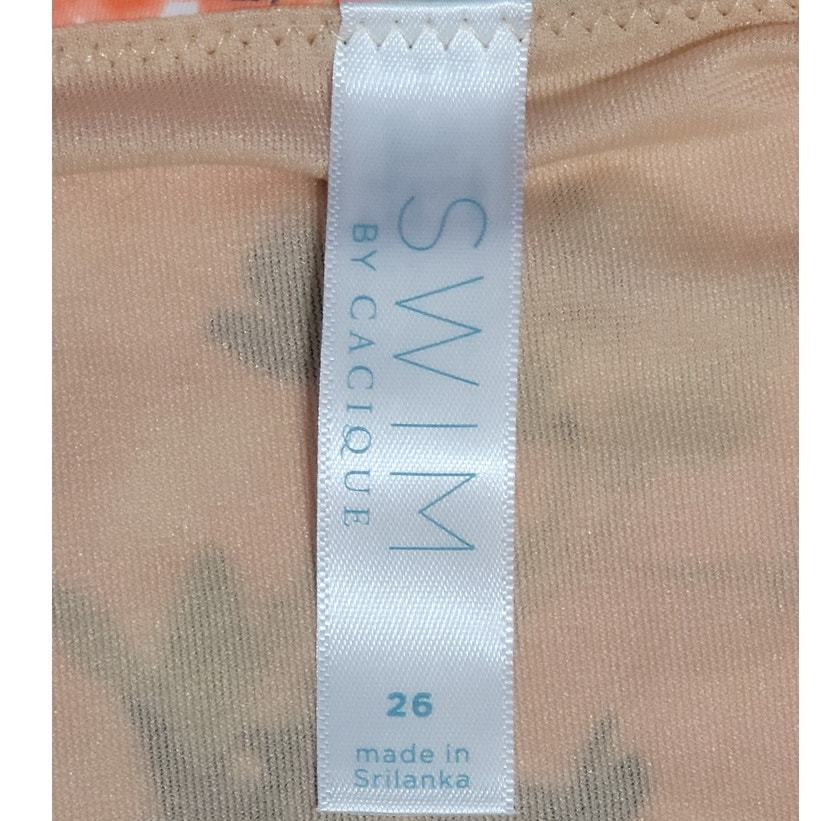 SWIM
BY CACIQUE
26
made in
Srilanka